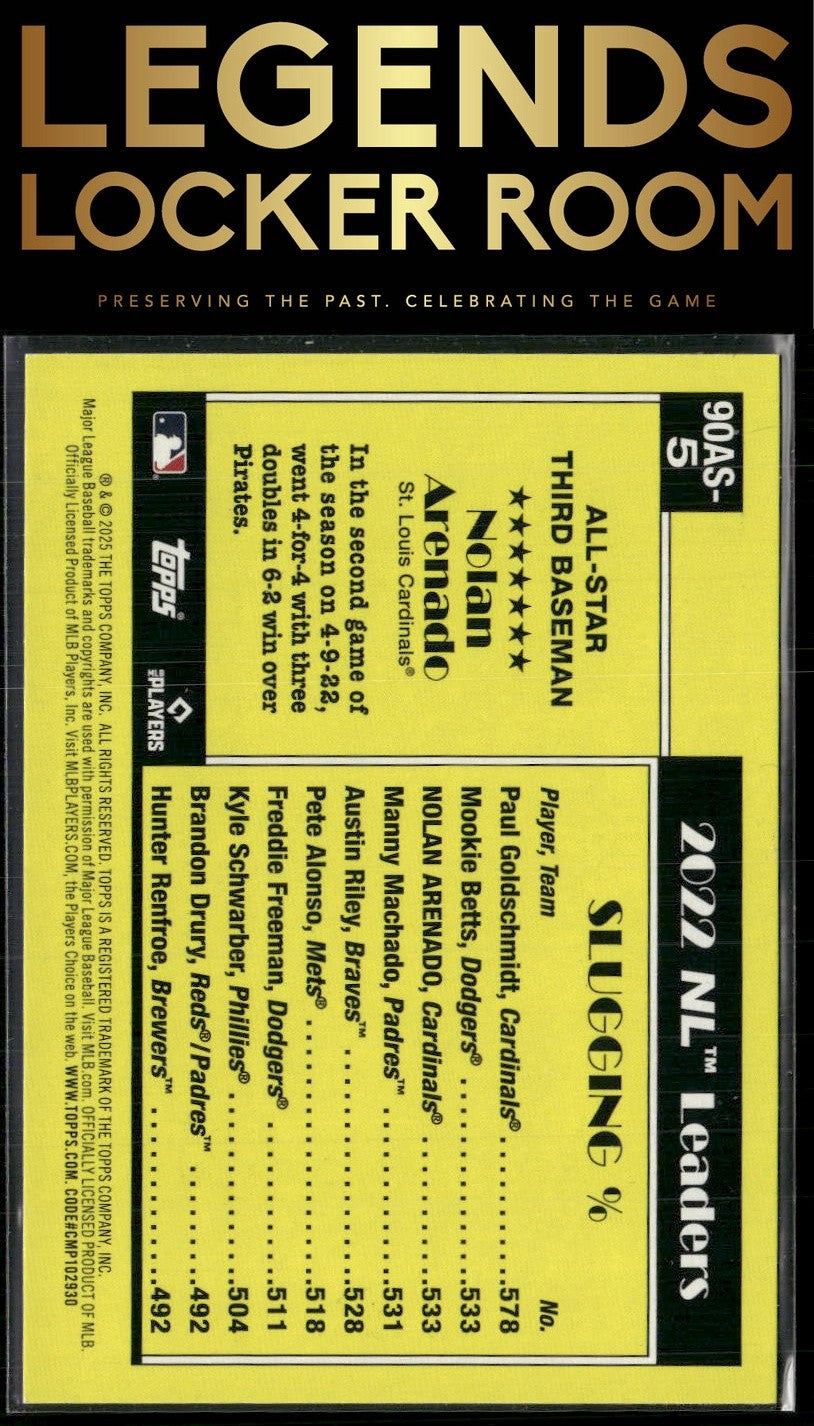 LEGENDS
LOCKER ROOM
PRESERVING THE PAST. CELEBRATING THE GAME
90AS-
5
ALL-STAR
THIRD BASEMAN
★★★★★★★
Nolan
Arenado
St. Louis Cardinals®
In the second game of
the season on 4-9-22,
went 4-for-4 with three
doubles in 6-2 win over
Pirates.
topps®
MLB PLAYERS
2022 NL™ Leaders
SLUGGING %
Player, Team No.
Paul Goldschmidt, Cardinals® . . . . . . . . . . . . .578
Mookie Betts, Dodgers® . . . . . . . . . . . . . . . . .533
NOLAN ARENADO, Cardinals® . . . . . . . . . . . . .533
Manny Machado, Padres™ . . . . . . . . . . . . . . .531
Austin Riley, Braves™ . . . . . . . . . . . . . . . . . . .528
Pete Alonso, Mets® . . . . . . . . . . . . . . . . . . . .518
Freddie Freeman, Dodgers® . . . . . . . . . . . . . .511
Kyle Schwarber, Phillies® . . . . . . . . . . . . . . . .504
Brandon Drury, Reds®/Padres™ . . . . . . . . . . .492
Hunter Renfroe, Brewers™ . . . . . . . . . . . . . . .492
® & © 2025 THE TOPPS COMPANY, INC. ALL RIGHTS RESERVED. TOPPS IS A REGISTERED TRADEMARK OF THE TOPPS COMPANY, INC.
Major League Baseball trademarks and copyrights are used with permission of Major League Baseball. Visit MLB.com. OFFICIALLY LICENSED PRODUCT OF MLB.
Officially Licensed Product of MLB Players, Inc. Visit MLBPLAYERS.COM, the Players Choice on the web. WWW.TOPPS.COM. CODE#CMP102930